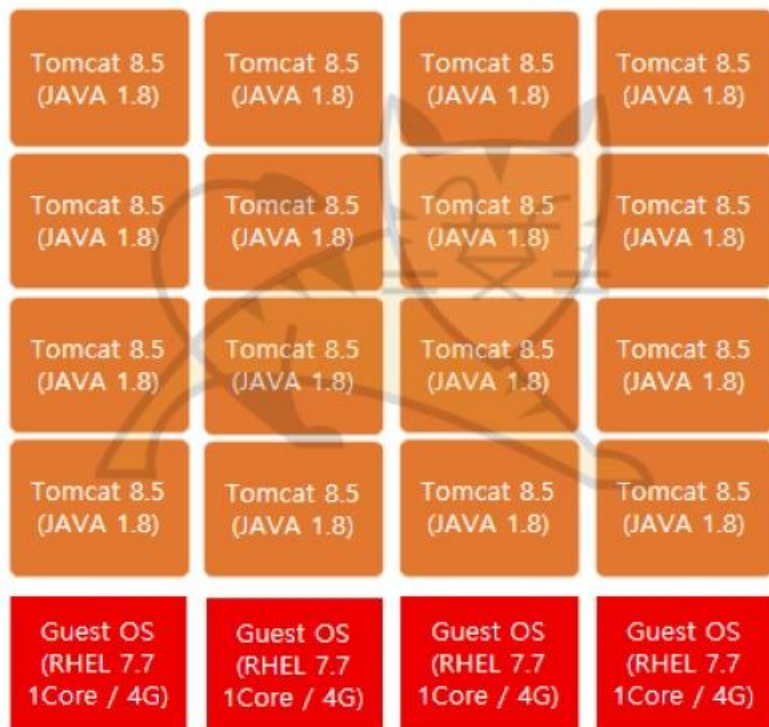 Tomcat 8.5
(JAVA 1.8)
Tomcat 8.5
(JAVA 1.8)
Tomcat 8.5
(JAVA 1.8)
Tomcat 8.5
(JAVA 1.8)
Tomcat 8.5
(JAVA 1.8)
Tomcat 8.5
(JAVA 1.8)
Tomcat 8.5
(JAVA 1.8)
Tomcat 8.5
(JAVA 1.8)
Tomcat 8.5
(JAVA 1.8)
Tomcat 8.5
(JAVA 1.8)
Tomcat 8.5
(JAVA 1.8)
Tomcat 8.5
(JAVA 1.8)
Tomcat 8.5
(JAVA 1.8)
Tomcat 8.5
(JAVA 1.8)
Tomcat 8.5
(JAVA 1.8)
Tomcat 8.5
(JAVA 1.8)
Guest OS
(RHEL 7.7
1Core / 4G)
Guest OS
(RHEL 7.7
1Core / 4G)
Guest OS
(RHEL 7.7
1Core / 4G)
Guest OS
(RHEL 7.7
1Core / 4G)